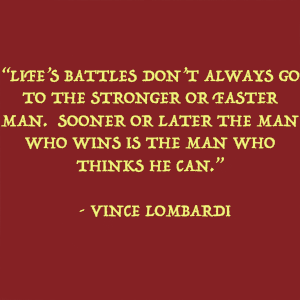 “LIFE’S BATTLES DON’T ALWAYS GO
TO THE STRONGER OR FASTER
MAN. SOONER OR LATER THE MAN
WHO WINS IS THE MAN WHO
THINKS HE CAN.”
- VINCE LOMBARDI